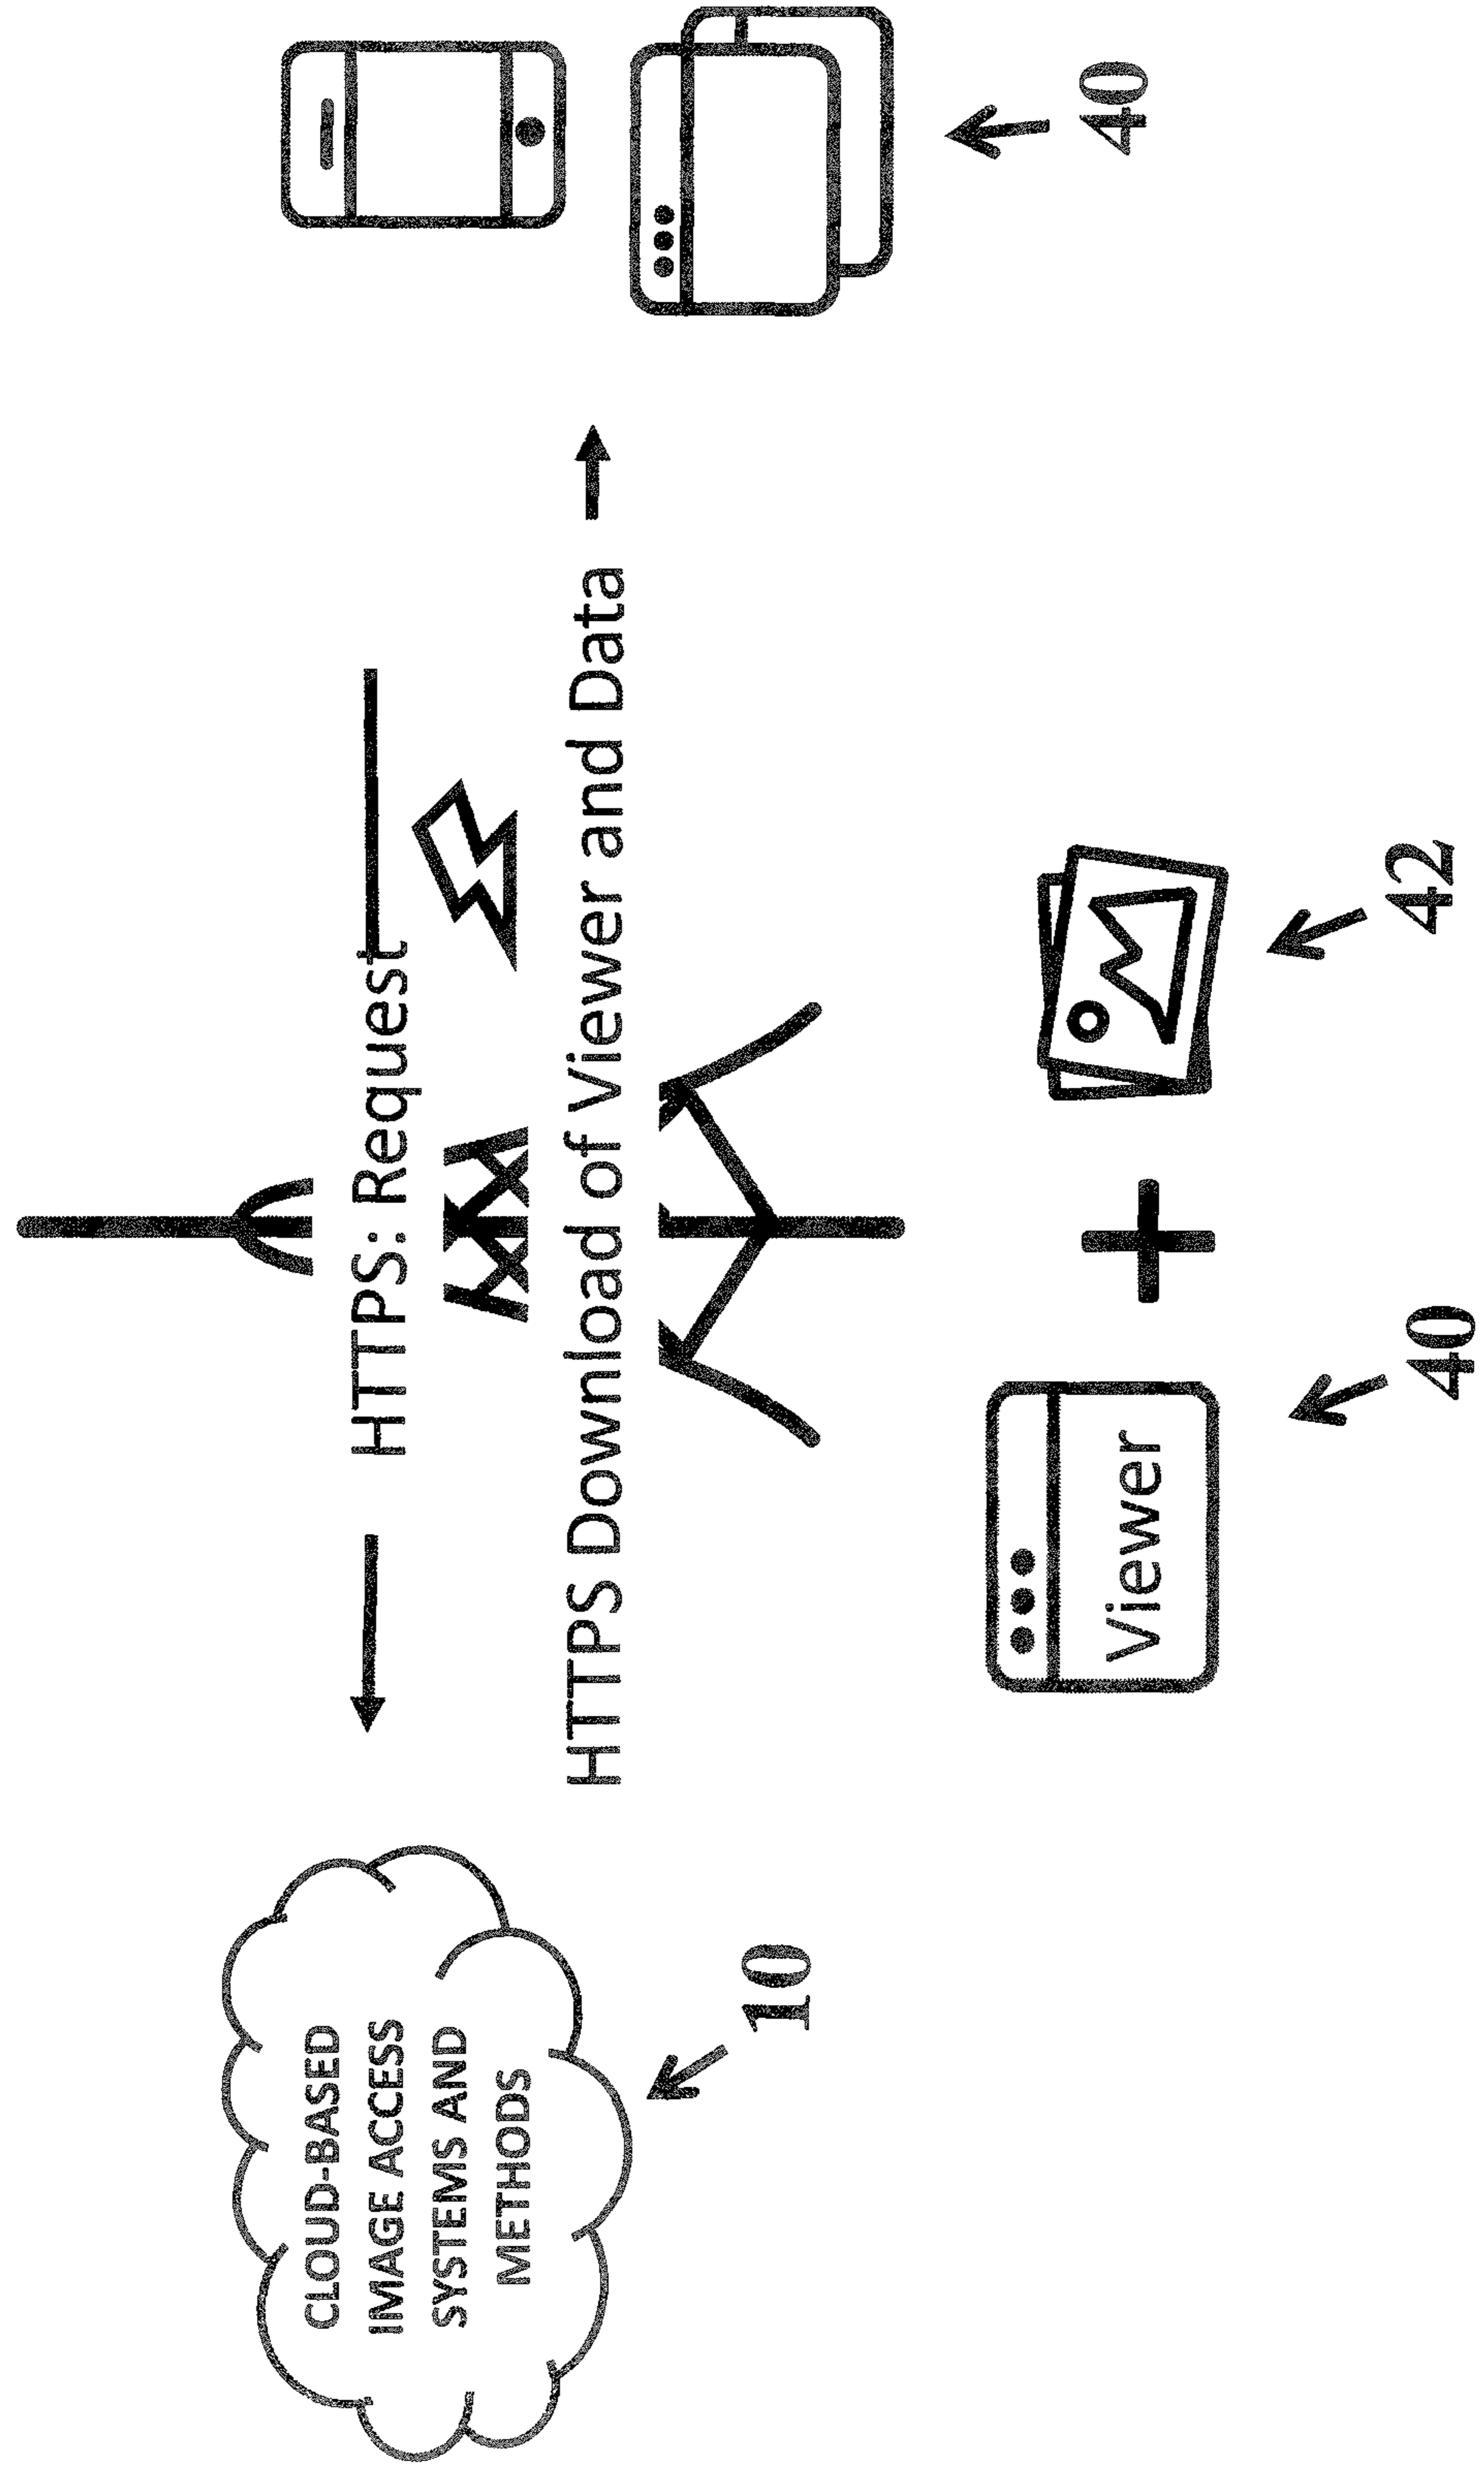 HTTPS: Request
HTTPS Download of Viewer and Data
CLOUD-BASED
IMAGE ACCESS
SYSTEMS AND
METHODS
10
40
Viewer
40
42